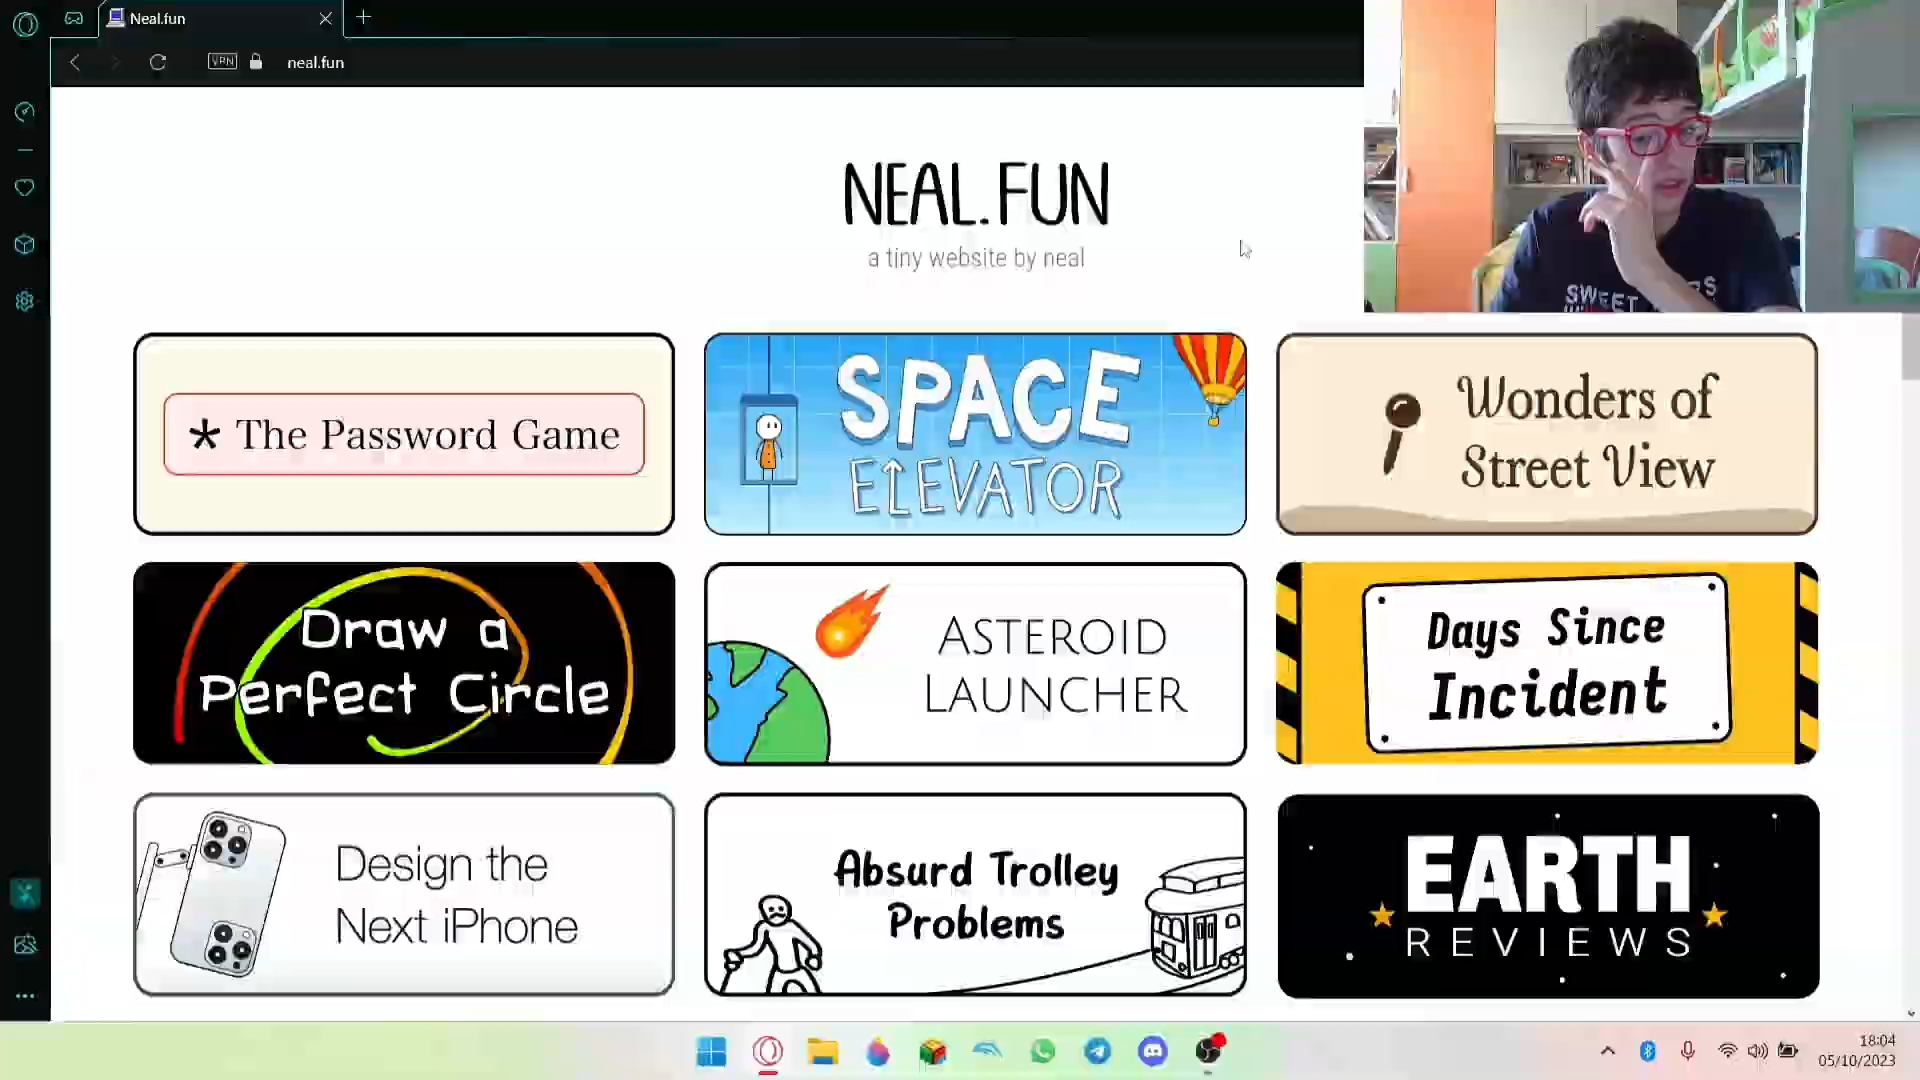 Neal.fun
VPN
neal.fun
NEAL.FUN
a tiny website by neal
SWEET
* The Password Game
SPACE
ELEVATOR
Wonders of
Street View
Draw a
Perfect Circle
ASTEROID
LAUNCHER
Days Since
Incident
Design the
Next iPhone
Absurd Trolley
Problems
EARTH
REVIEWS
18:04
05/10/2023